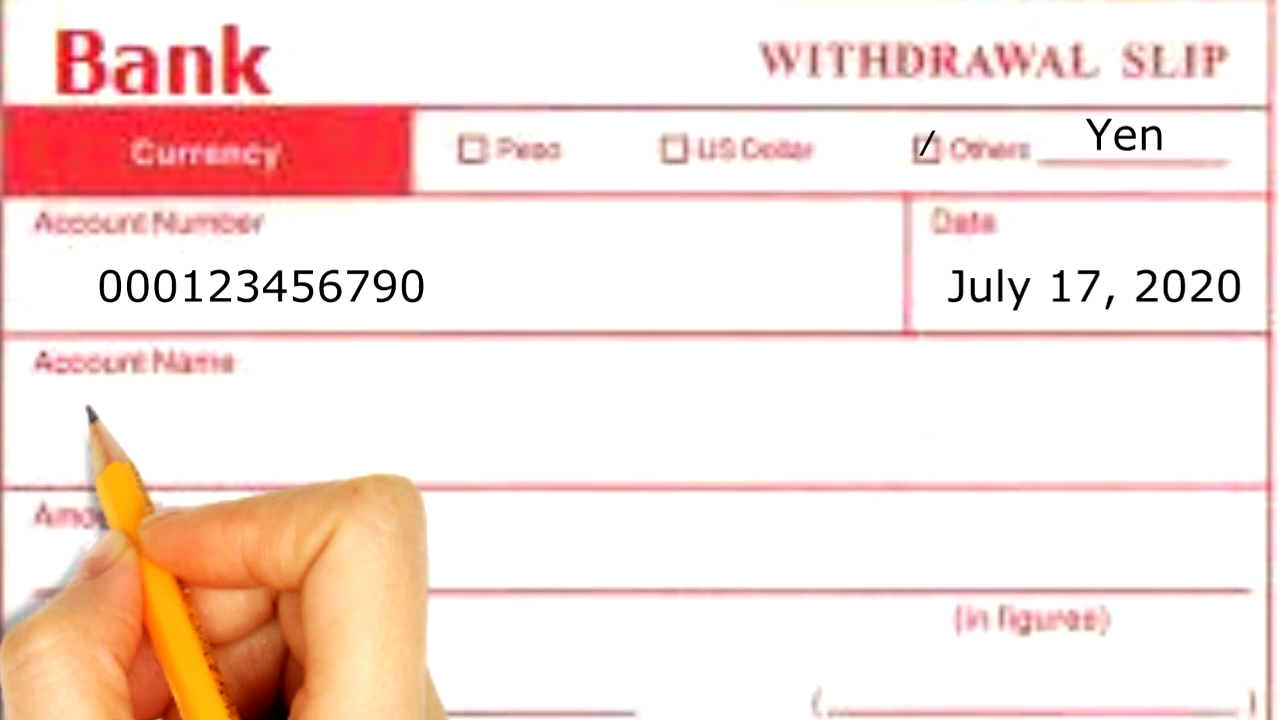 Bank
WITHDRAWAL SLIP
Currency Peso US Dollar / Others Yen
Account Number Date
000123456790 July 17, 2020
Account Name
(in figures)
( )